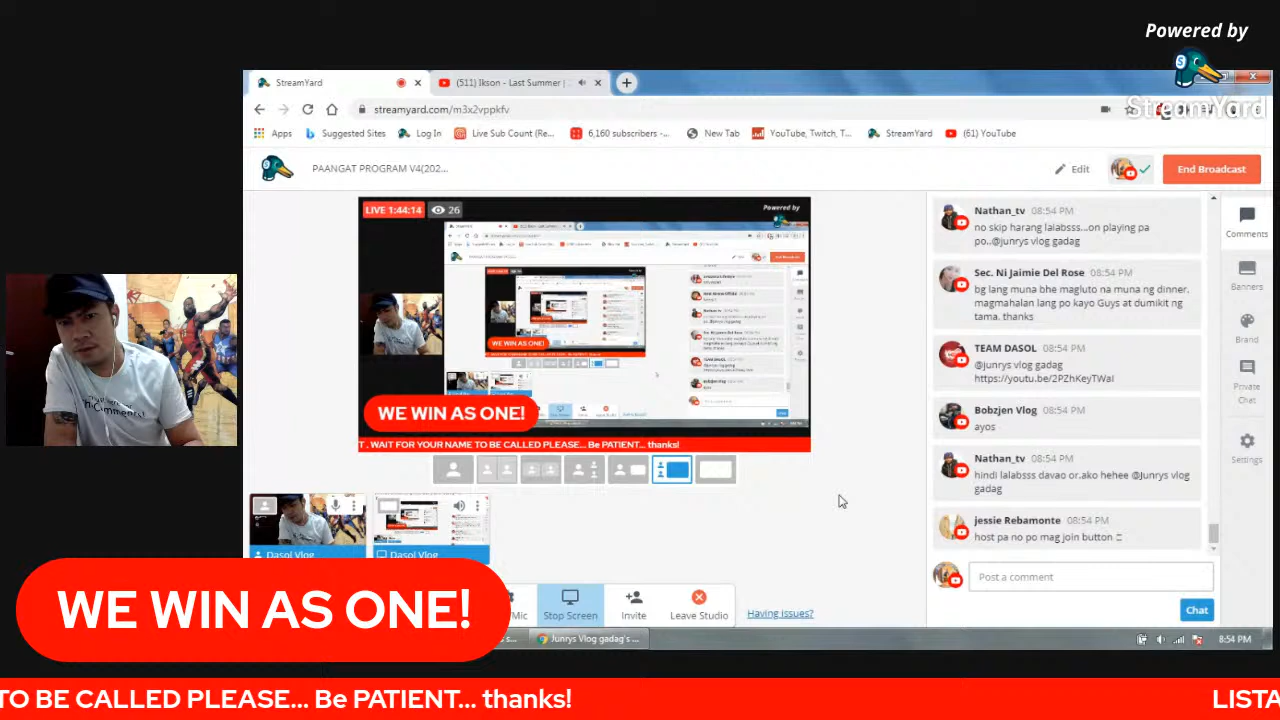 Powered by
StreamYard
StreamYard
(511) Ikson - Last Summer |
streamyard.com/m3x2vppkfv
Apps
Suggested Sites
Log In
Live Sub Count (Re...
6,160 subscribers -...
New Tab
YouTube, Twitch, T...
StreamYard
(61) YouTube
PAANGAT PROGRAM V4(202...
Edit
End Broadcast
LIVE 1:44:14
26
Powered by
WE WIN AS ONE!
WE WIN AS ONE!
T . WAIT FOR YOUR NAME TO BE CALLED PLEASE... Be PATIENT... thanks!
Nathan_tv 08:54 PM
no skip harang lalabsss...on playing pa
po..@junrys vlog gadag
Sec. Ni Jaimie Del Rose 08:54 PM
bg lang muna bhe magluto na muna ng dinner.
magmahalan lang po kayo Guys at dumikit ng
tama. thanks
TEAM DASOL 08:54 PM
@junrys vlog gadag
https://youtu.be/2PZhKeyTWaI
Bobzjen Vlog 08:54 PM
ayos
Nathan_tv 08:54 PM
hindi lalabsss davao or.ako hehee @Junrys vlog
gadag
jessie Rebamonte 08:54 PM
host pa no po mag join button
Post a comment
Chat
Comments
Banners
Brand
Private
Chat
Settings
Dasol Vlog
Dasol Vlog
Mic
Stop Screen
Invite
Leave Studio
Having issues?
Junrys Vlog gadag's ...
8:54 PM
WE WIN AS ONE!
TO BE CALLED PLEASE... Be PATIENT... thanks!
LISTA